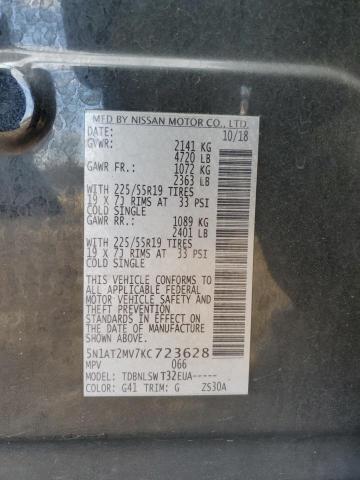 MFD BY NISSAN MOTOR CO., LTD.
DATE: 10/18
GVWR: 2141 KG
4720 LB
GAWR FR.: 1072 KG
2363 LB
WITH 225/55R19 TIRES
19 X 7J RIMS AT 33 PSI
COLD SINGLE
GAWR RR.: 1089 KG
2401 LB
WITH 225/55R19 TIRES
19 X 7J RIMS AT 33 PSI
COLD SINGLE
THIS VEHICLE CONFORMS TO
ALL APPLICABLE FEDERAL
MOTOR VEHICLE SAFETY
AND THEFT PREVENTION
STANDARDS IN EFFECT ON
THE DATE OF MANUFACTURE
SHOWN ABOVE.
5N1AT2MV7KC723628
MPV 066
MODEL: TDBNLSW T32EUA-----
COLOR: G41 TRIM: G ZS30A